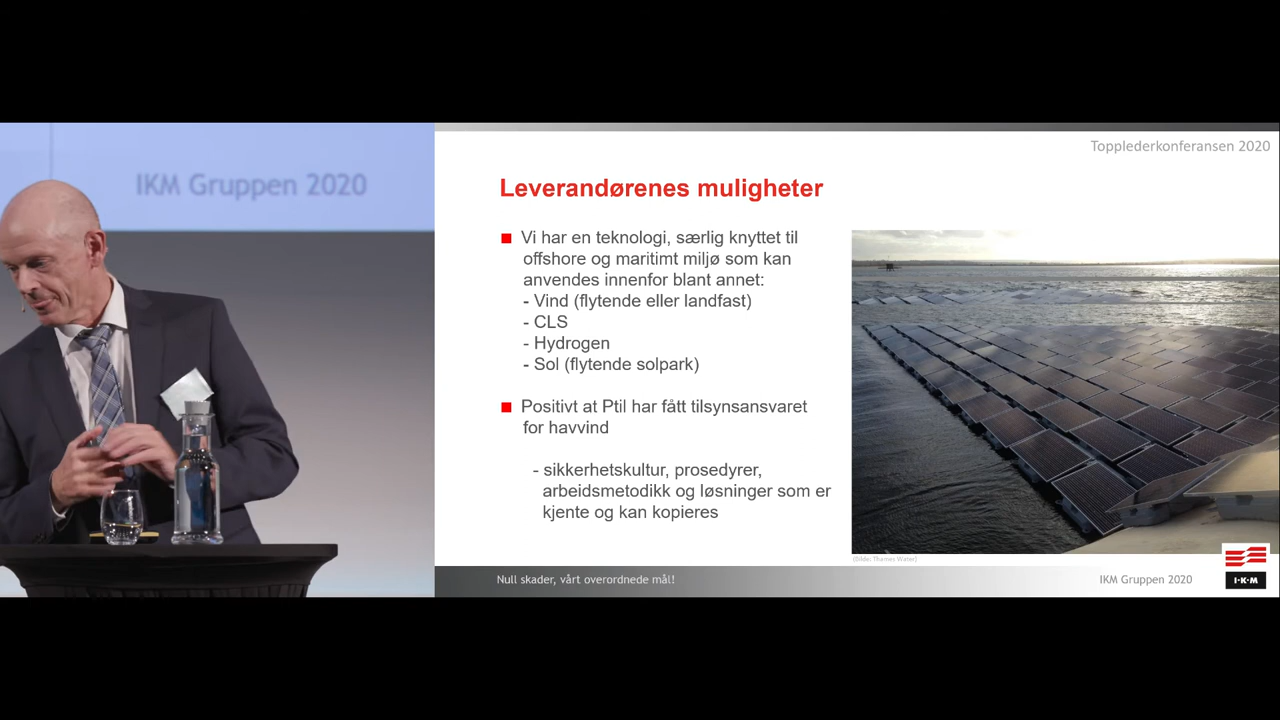 IKM Gruppen 2020
Topplederkonferansen 2020
Leverandørenes muligheter
Vi har en teknologi, særlig knyttet til
offshore og maritimt miljø som kan
anvendes innenfor blant annet:
- Vind (flytende eller landfast)
- CLS
- Hydrogen
- Sol (flytende solpark)
Positivt at Ptil har fått tilsynsansvaret
for havvind
- sikkerhetskultur, prosedyrer,
arbeidsmetodikk og løsninger som er
kjente og kan kopieres
(Bilde: Thames Water)
Null skader, vårt overordnede mål!
IKM Gruppen 2020
I·K·M